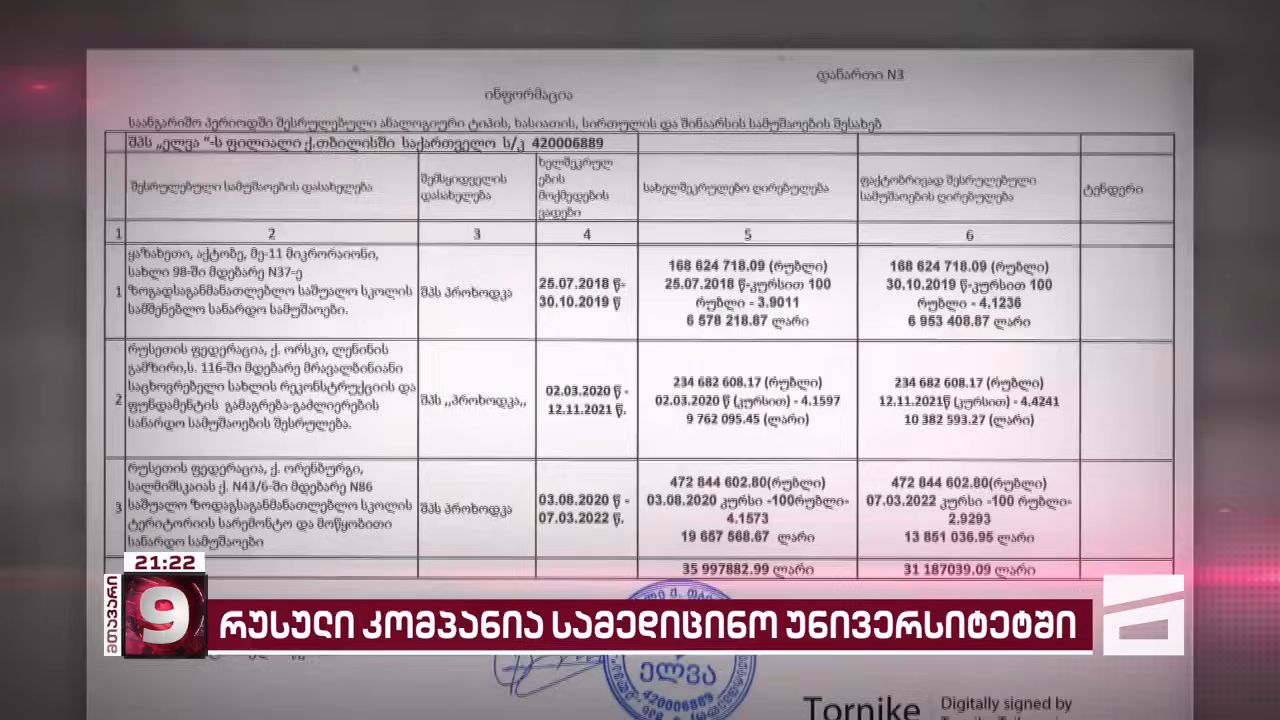 დანართი N3
ინფორმაცია
საანგარიშო პერიოდში შესრულებული ანალოგიური ტიპის, ხასიათის, სირთულის და შინაარსის სამუშაოების შესახებ
შპს „ელვა "-ს ფილიალი ქ.თბილისში საქართველო ს/კ 420006889
შესრულებული სამუშაოების დასახელება
შემსყიდველის
დასახელება
ხელშეკრულ
ების
მოქმედების
ვადები
სახელშეკრულებო ღირებულება
ფაქტობრივად შესრულებული
სამუშაოების ღირებულება
ტენდერი
1 2 3 4 5 6
1
ყაზახეთი, აქტობე, მე-11 მიკრორაიონი,
სახლი 98-ში მდებარე N37-ე
ზოგადსაგანმანათლებლო საშუალო სკოლის
სამშენებლო სანარდო სამუშაოები.
შპს პროხოდკა
25.07.2018 წ-
30.10.2019 წ
168 624 718.09 (რუბლი)
25.07.2018 წ-კურსით 100
რუბლი - 3.9011
6 578 218.87 ლარი
168 624 718.09 (რუბლი)
30.10.2019 წ-კურსით 100
რუბლი - 4.1236
6 953 408.87 ლარი
2
რუსეთის ფედერაცია, ქ. ორსკი, ლენინის
გამზირი,ს. 116-ში მდებარე მრავალბინიანი
საცხოვრებელი სახლის რეკონსტრუქციის და
ფუნდამენტის გამაგრება-გაძლიერების
სანარდო სამუშაოების შესრულება.
შპს ,,პროხოდკა,,
02.03.2020 წ -
12.11.2021 წ.
234 682 608.17 (რუბლი)
02.03.2020 წ (კურსით) - 4.1597
9 762 095.45 (ლარი)
234 682 608.17 (რუბლი)
12.11.2021წ (კურსით) - 4,4241
10 382 593.27 (ლარი)
3
რუსეთის ფედერაცია, ქ. ორენბურგი,
სალმიშსკაიას ქ. N43/6-ში მდებარე N86
საშუალო ზოდაგსაგანმანათლებლო სკოლის
ტერიტორიის სარემონტო და მოწყობითი
სანარდო სამუშაოები
შპს პროხოდკა
03.08.2020 წ -
07.03.2022 წ.
472 844 602.80(რუბლი)
03.08.2020 კურსი -100რუბლი-
4.1573
19 657 568.67 ლარი
472 844 602.80(რუბლი)
07.03.2022 კურსი -100 რუბლი-
2.9293
13 851 036.95 ლარი
35 997882.99 ლარი
31 187039.09 ლარი
21:22
მთავარი
9
რუსული კომპანია სამედიცინო უნივერსიტეტში
ელვა
420006889
Tornike
Digitally signed by